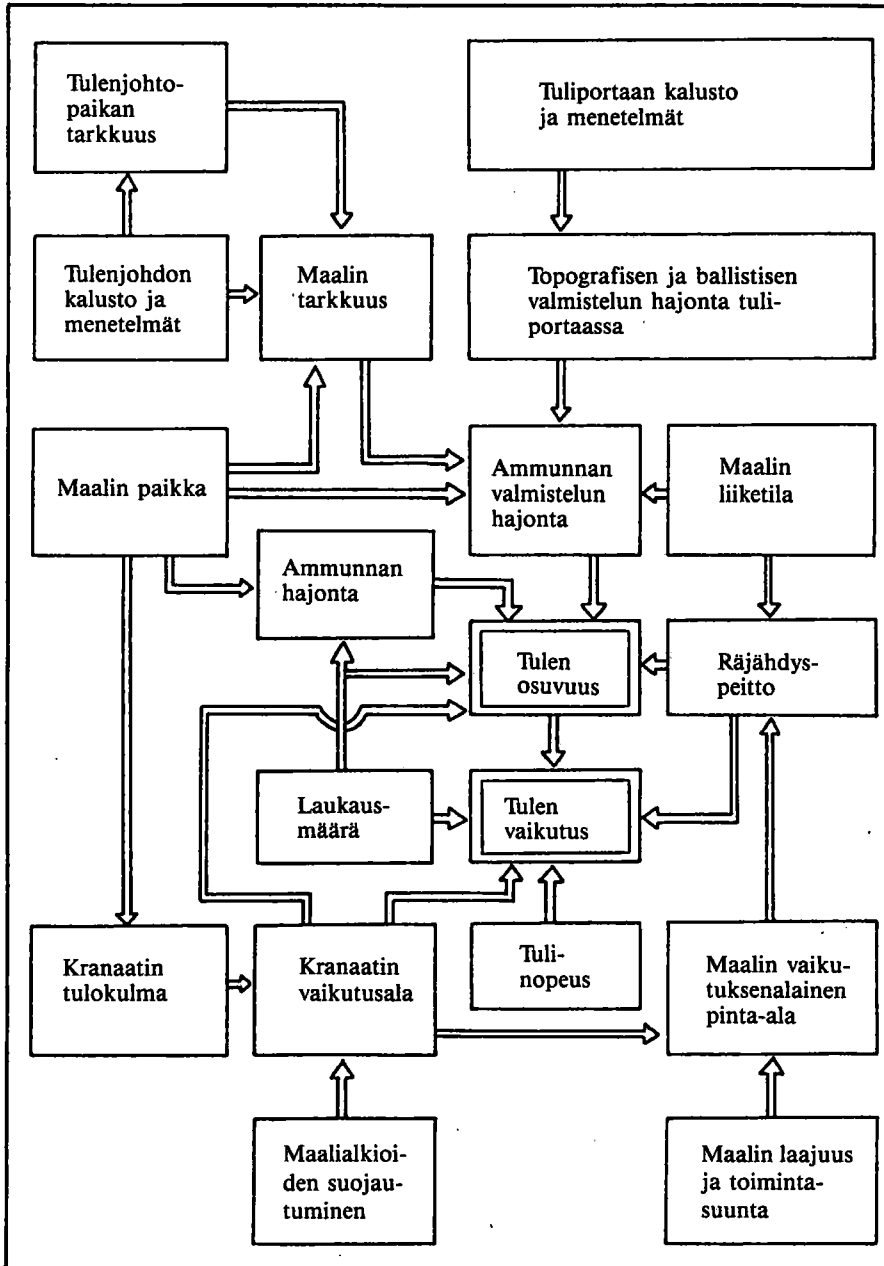 Tulenjohto-
paikan
tarkkuus
Tuliportaan kalusto
ja menetelmät
Tulenjohdon
kalusto ja
menetelmät
Maalin
tarkkuus
Topografisen ja ballistisen
valmistelun hajonta tuli-
portaassa
Maalin paikka
Ammunnan
valmistelun
hajonta
Maalin
liiketila
Ammunnan
hajonta
Tulen
osuvuus
Räjähdys-
peitto
Laukaus-
määrä
Tulen
vaikutus
Kranaatin
tulokulma
Kranaatin
vaikutusala
Tuli-
nopeus
Maalin vaiku-
tuksenalainen
pinta-ala
Maalialkioi-
den suojau-
tuminen
Maalin laajuus
ja toiminta-
suunta